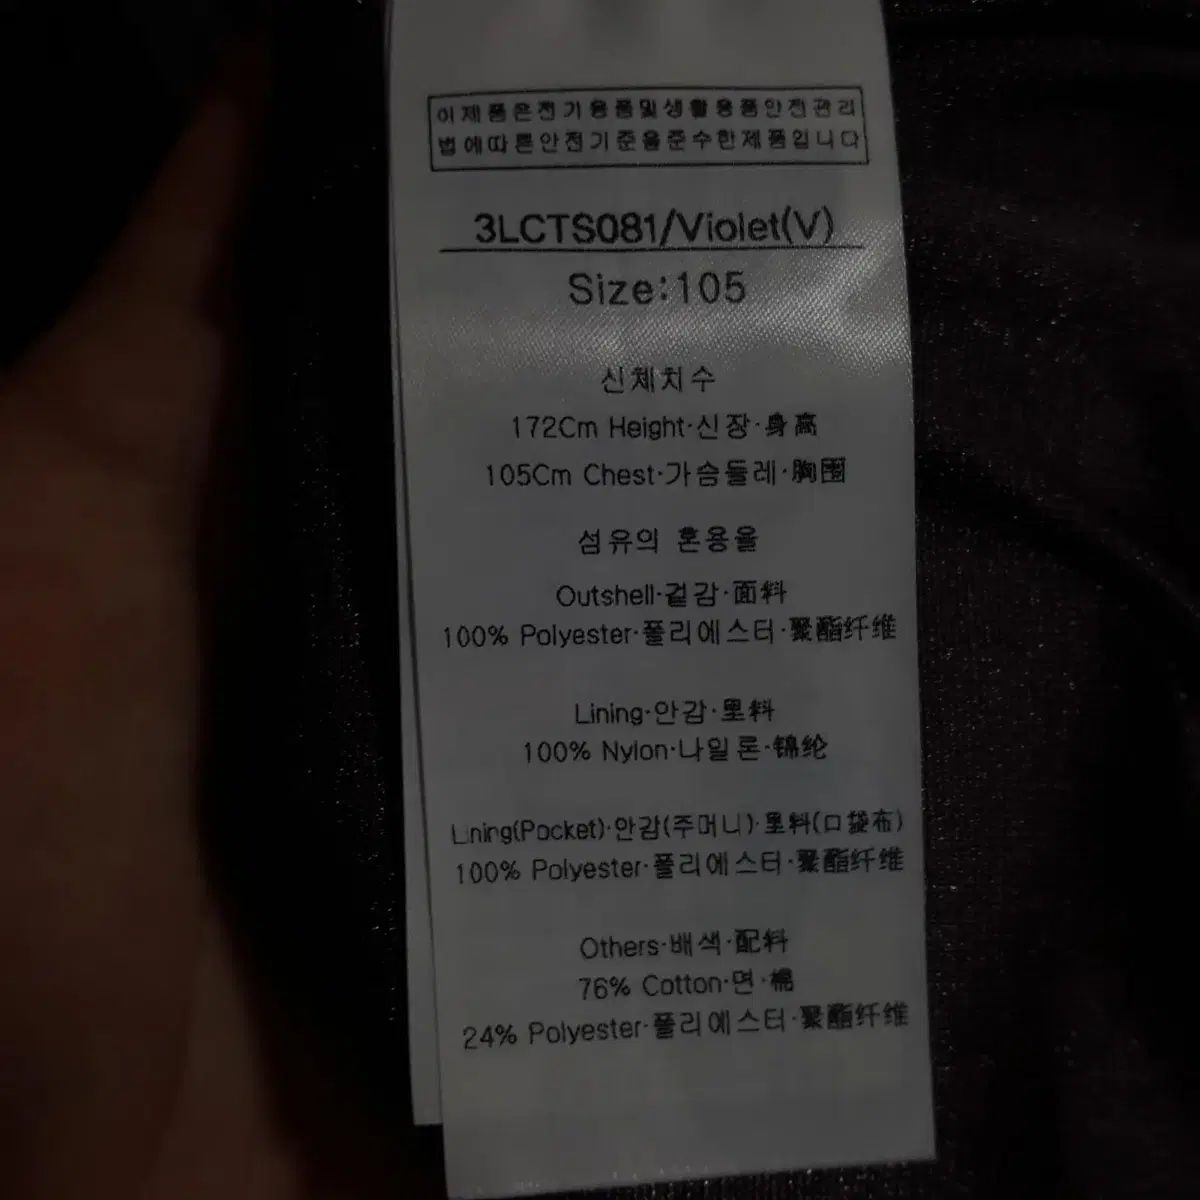 이제품은전기용품및생활용품안전관리
법에따른안전기준을준수한제품입니다
3LCTS081/Violet(V)
Size:105
신체치수
172Cm Height·신장·身高
105Cm Chest·가슴둘레·胸围
섬유의 혼용율
Outshell·겉감·面料
100% Polyester·폴리에스터·聚酯纤维
Lining·안감·里料
100% Nylon·나일론·锦纶
Lining(Pocket)·안감(주머니)·里料(口袋布)
100% Polyester·폴리에스터·聚酯纤维
Others·배색·配料
76% Cotton·면·棉
24% Polyester·폴리에스터·聚酯纤维